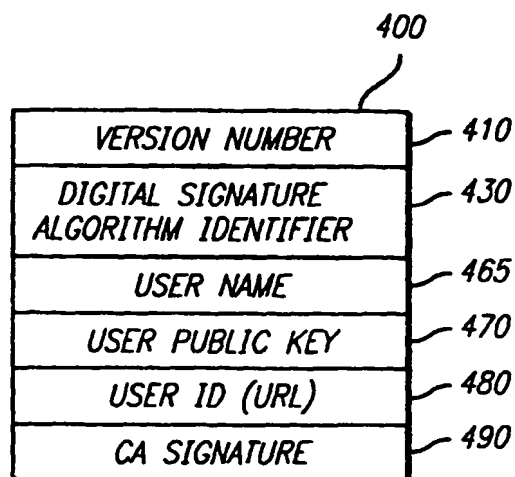 400
VERSION NUMBER 410
DIGITAL SIGNATURE
ALGORITHM IDENTIFIER 430
USER NAME 465
USER PUBLIC KEY 470
USER ID (URL) 480
CA SIGNATURE 490